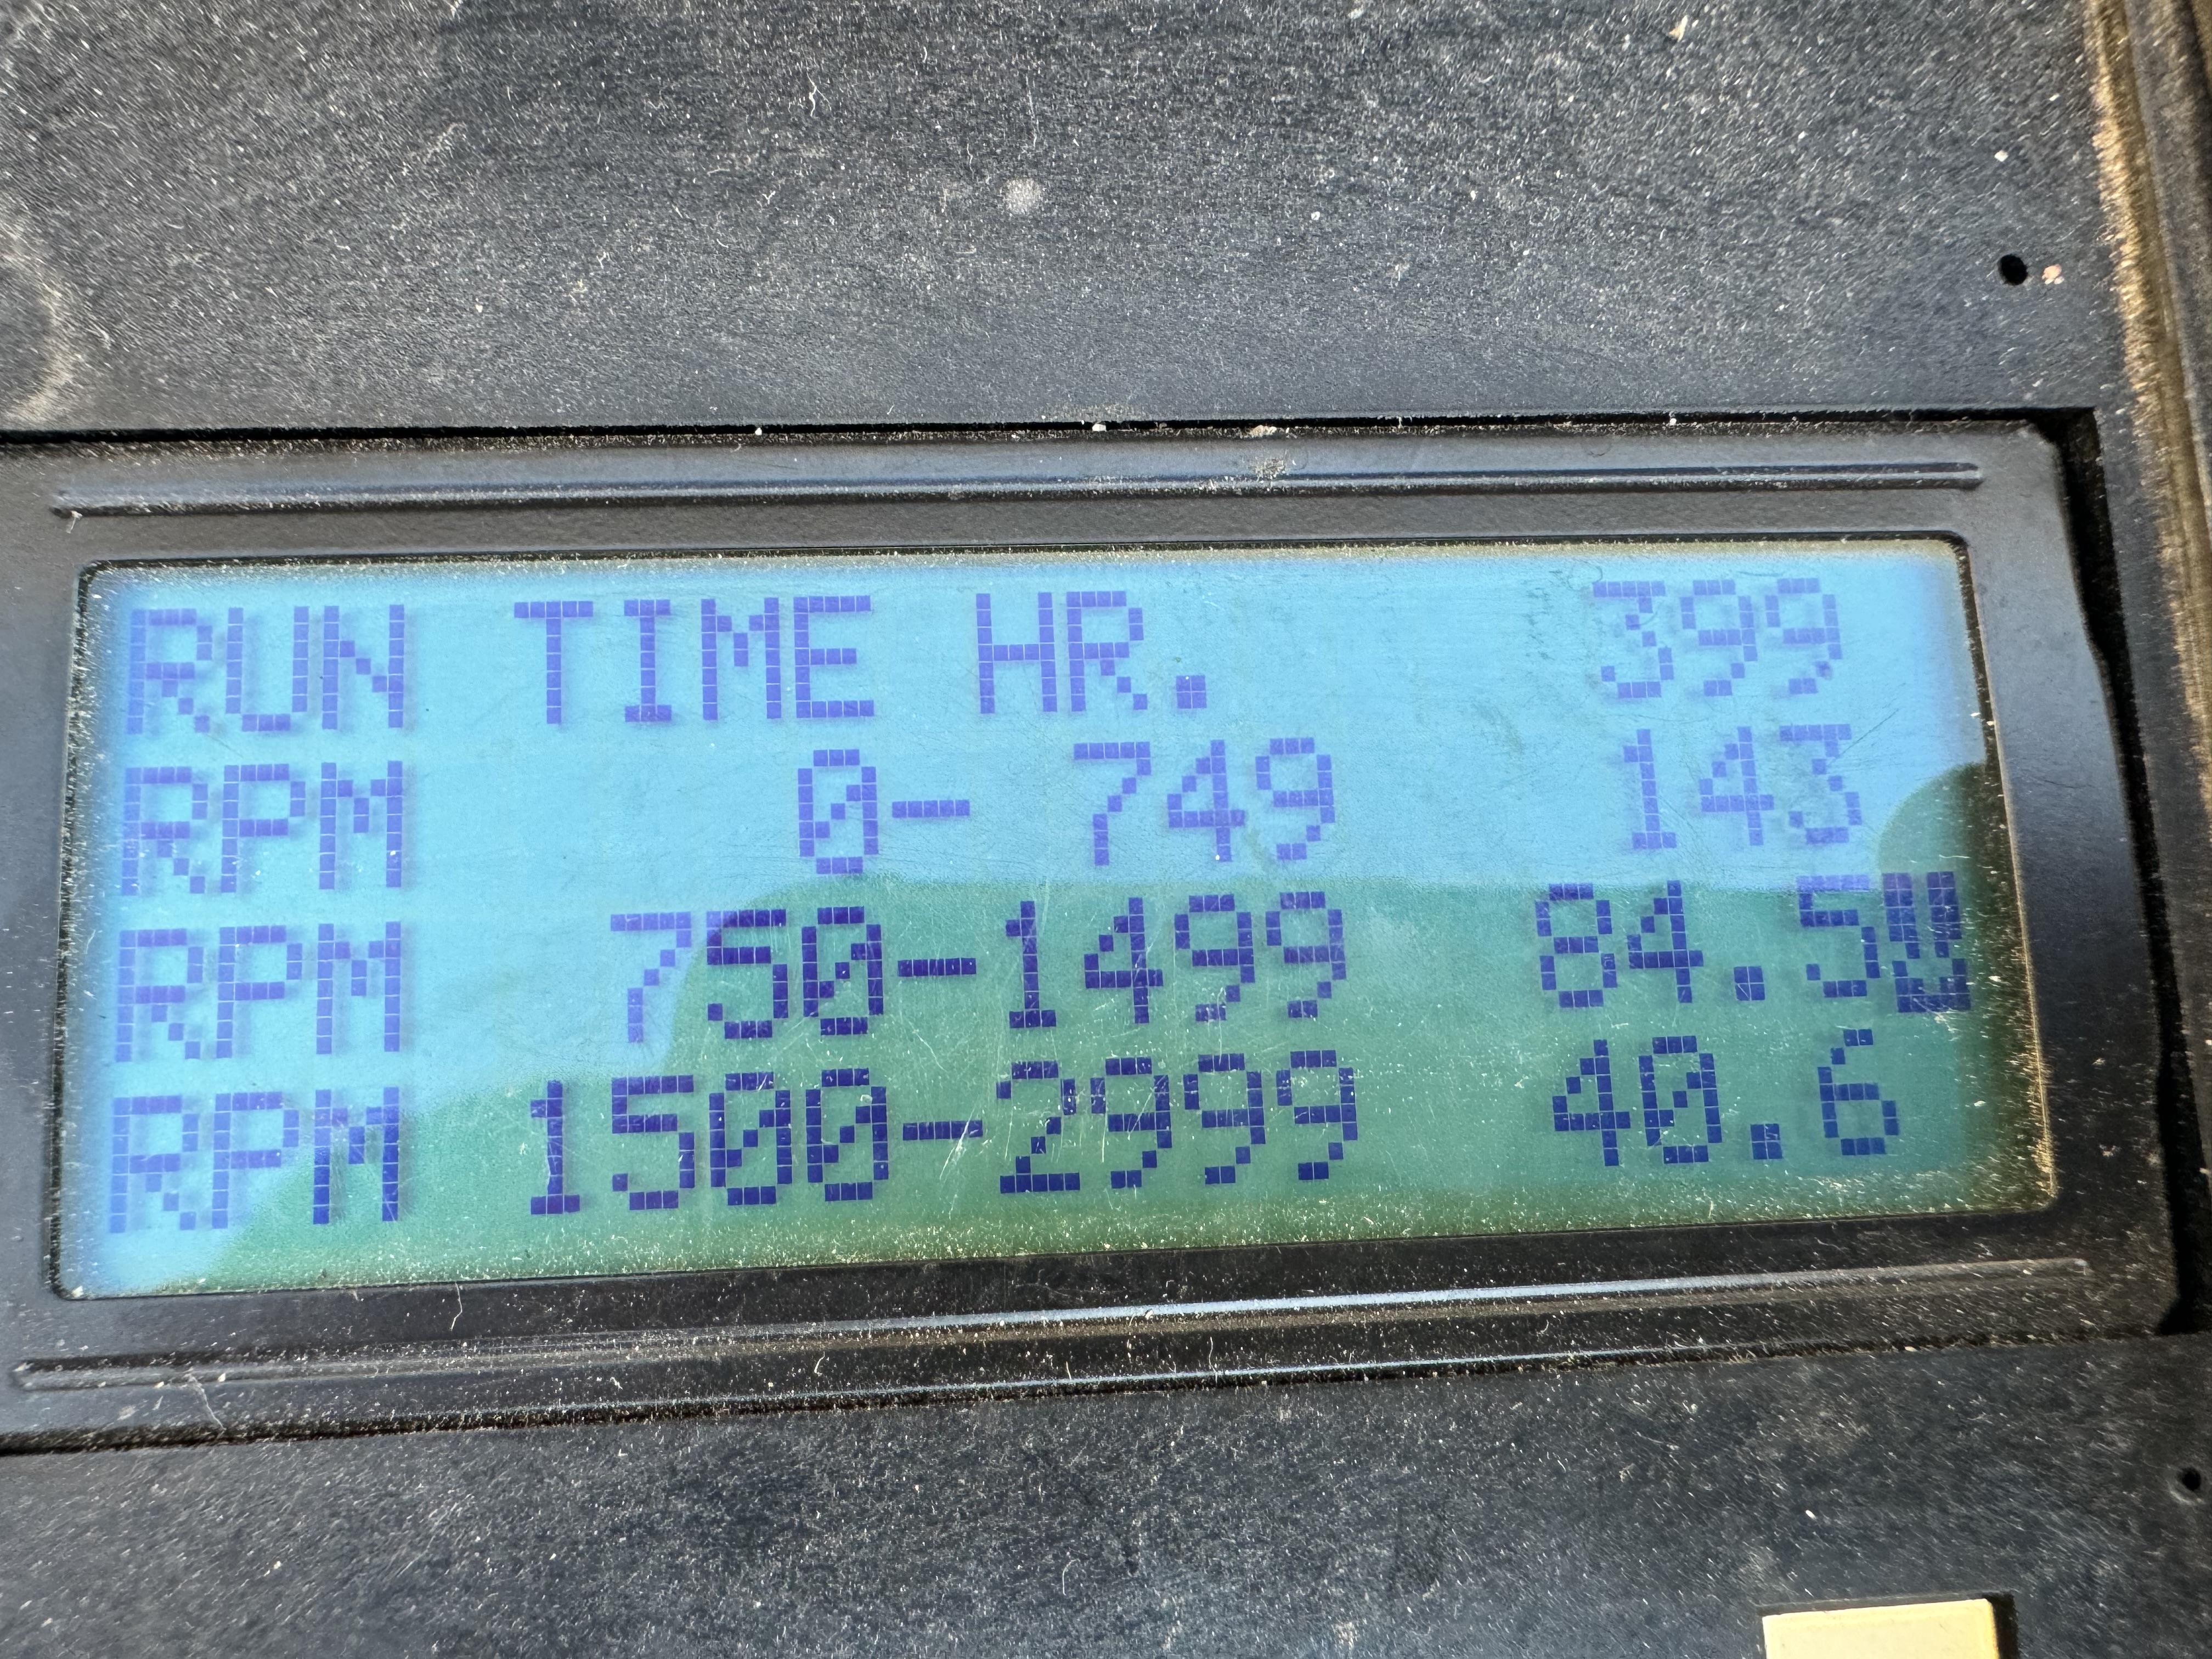 RUN TIME HR. 399
RPM 0- 749 143
RPM 750-1499 84.5
RPM 1500-2999 40.6